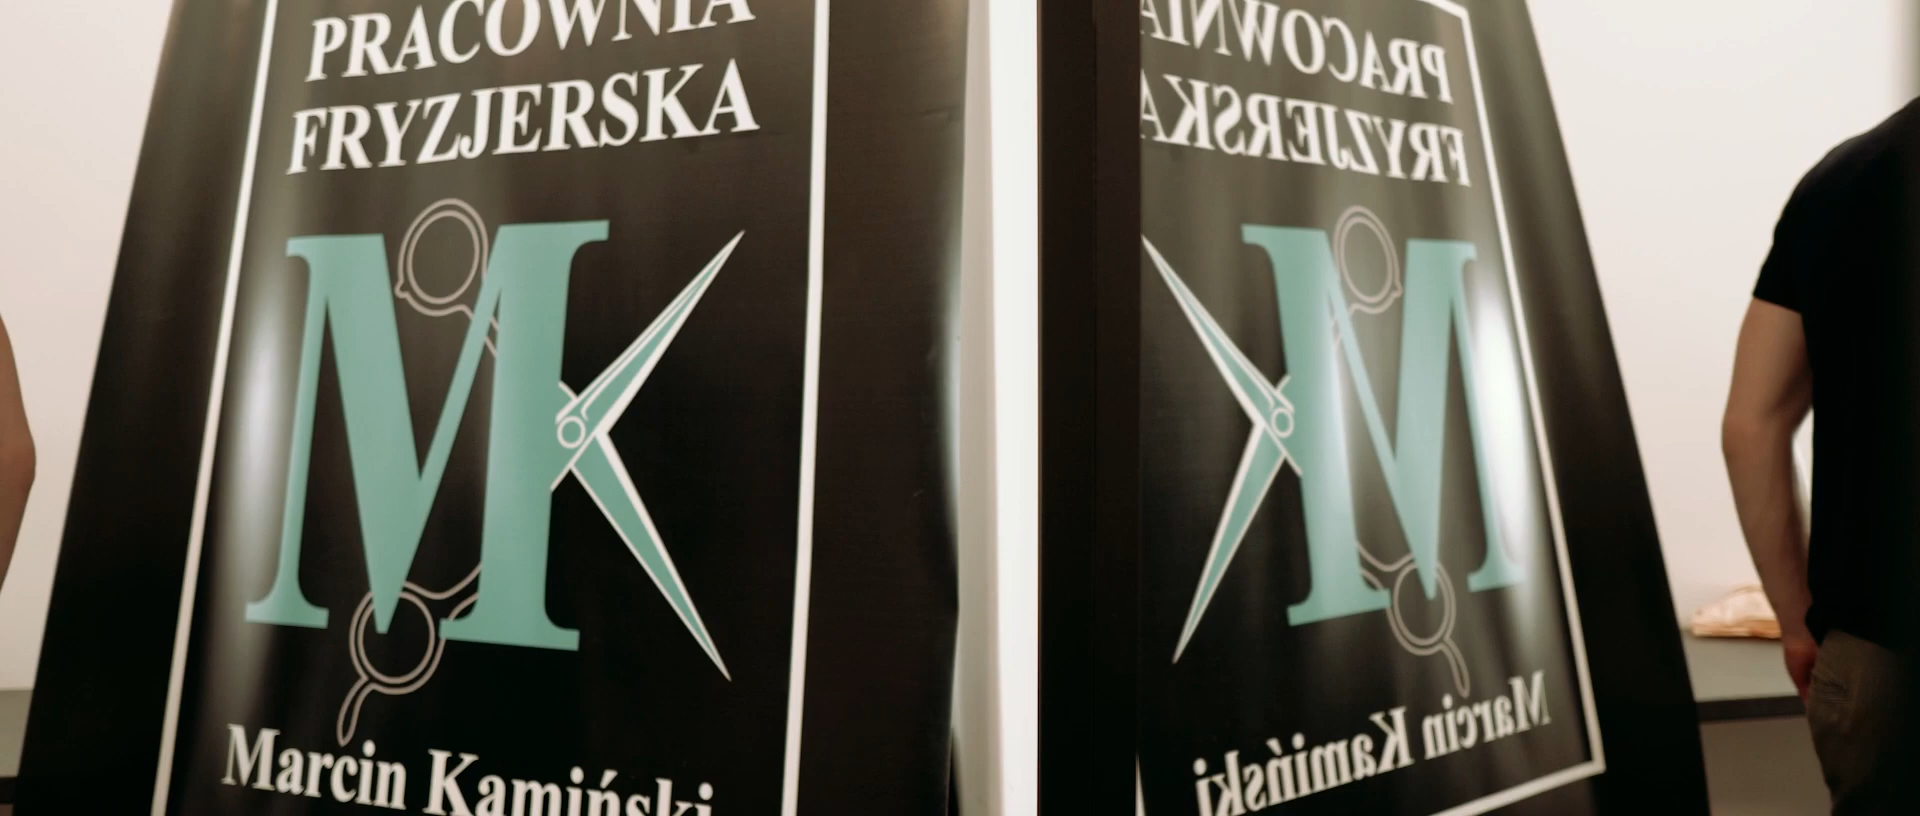 PRACOWNIA
FRYZJERSKA
MK
Marcin Kamiński
PRACOWNIA
FRYZJERSKA
MK
Marcin Kamiński